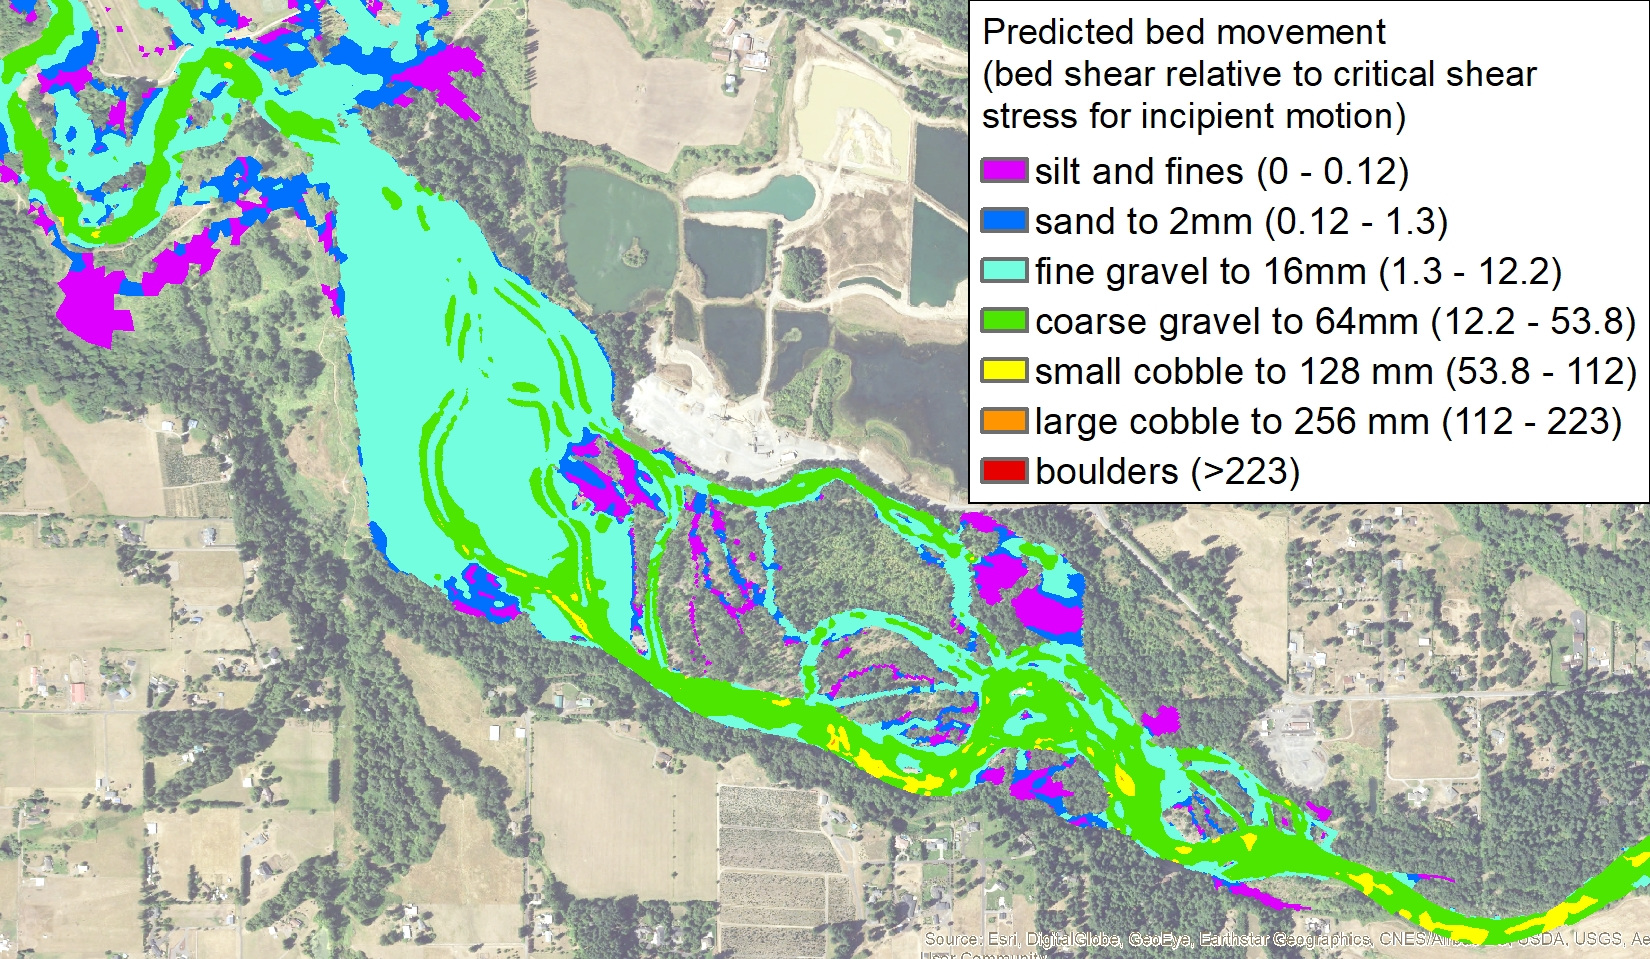 Predicted bed movement
(bed shear relative to critical shear
stress for incipient motion)
silt and fines (0 - 0.12)
sand to 2mm (0.12 - 1.3)
fine gravel to 16mm (1.3 - 12.2)
coarse gravel to 64mm (12.2 - 53.8)
small cobble to 128 mm (53.8 - 112)
large cobble to 256 mm (112 - 223)
boulders (>223)
Source: Esri, DigitalGlobe, GeoEye, Earthstar Geographics, USDA, USGS, Ae
User Community